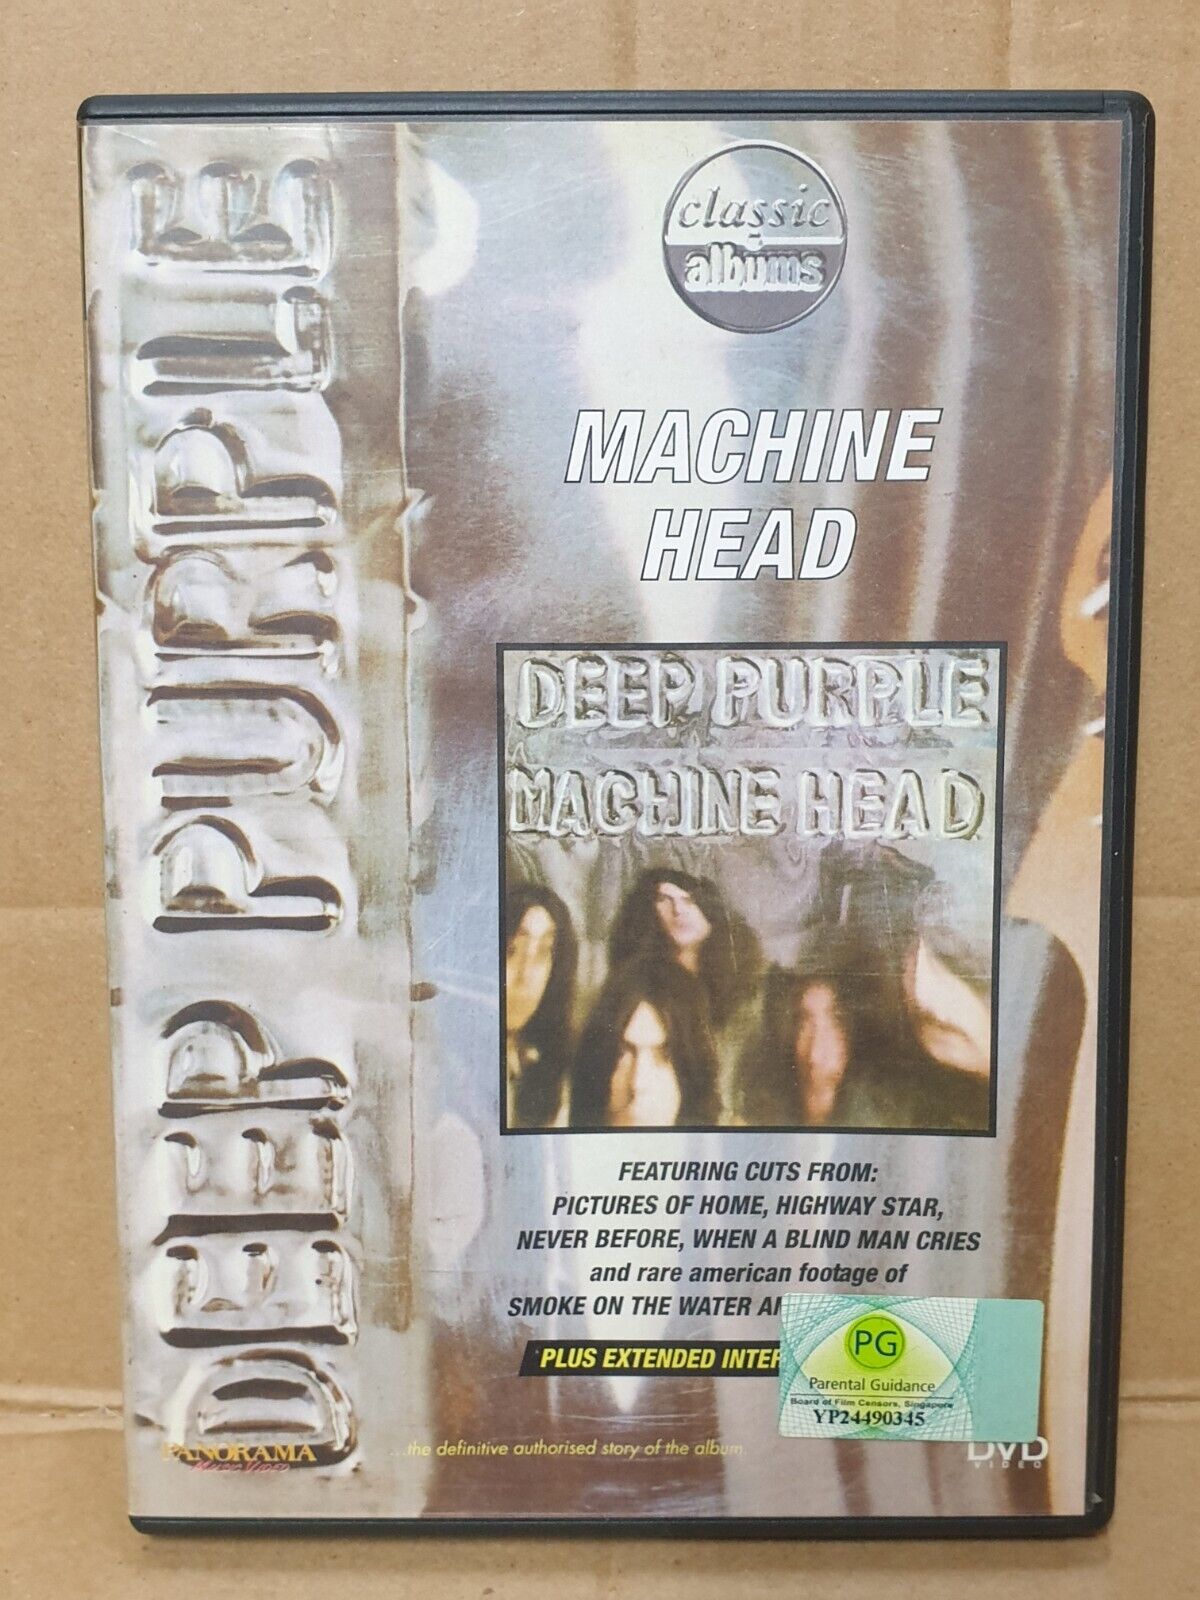 DEEP PURPLE
classic
albums
MACHINE
HEAD
DEEP PURPLE
MACHINE HEAD
FEATURING CUTS FROM:
PICTURES OF HOME, HIGHWAY STAR,
NEVER BEFORE, WHEN A BLIND MAN CRIES
and rare american footage of
SMOKE ON THE WATER
PLUS EXTENDED
PG
Parental Guidance
Board of Film Censors, Singapore
YP24490345
...the definitive authorised story of the album.
PANORAMA
Music Video
DVD
VIDEO